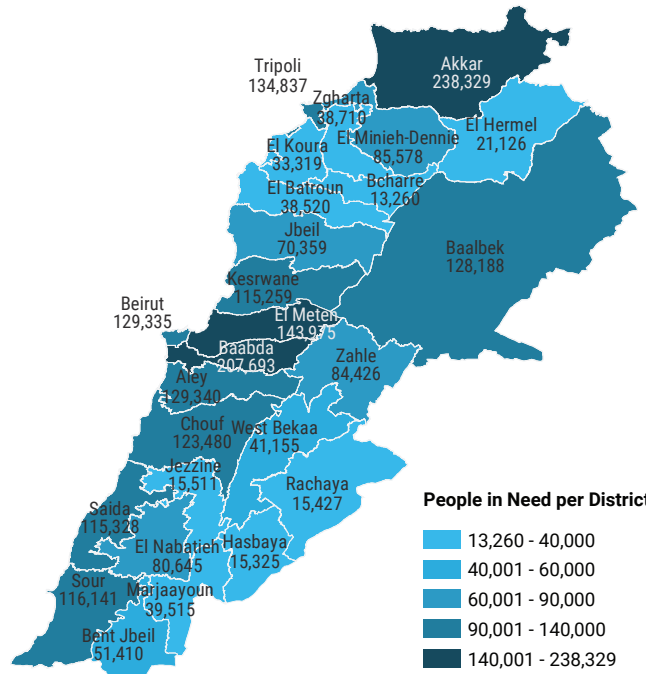 Akkar
238,329
Tripoli
134,837
Zgharta
38,710
El Minieh-Dennie
85,578
El Hermel
21,126
El Koura
33,319
Bcharre
13,260
El Batroun
38,520
Jbeil
70,359
Baalbek
128,188
Kesrwane
115,259
Beirut
129,335
El Meten
143,975
Baabda
207,693
Zahle
84,426
Aley
129,340
Chouf
123,480
West Bekaa
41,155
Jezzine
15,511
Rachaya
15,427
Saida
115,328
El Nabatieh
80,645
Hasbaya
15,325
Sour
116,141
Marjaayoun
39,515
Bent Jbeil
51,410
People in Need per District
13,260 - 40,000
40,001 - 60,000
60,001 - 90,000
90,001 - 140,000
140,001 - 238,329